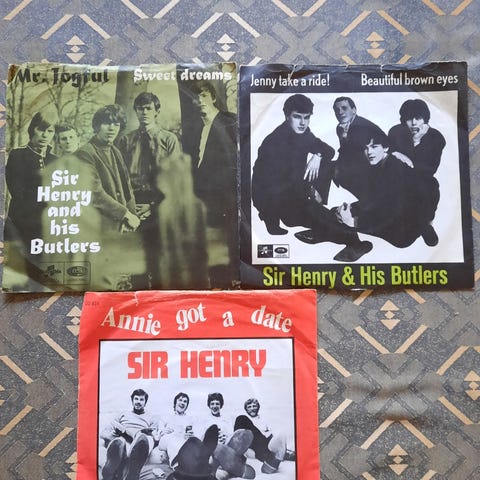 Mr. Joyful
Sweet dreams
Sir
Henry
and
his
Butlers
Jenny take a ride!
Beautiful brown eyes
Sir Henry & His Butlers
Annie got a date
SIR HENRY